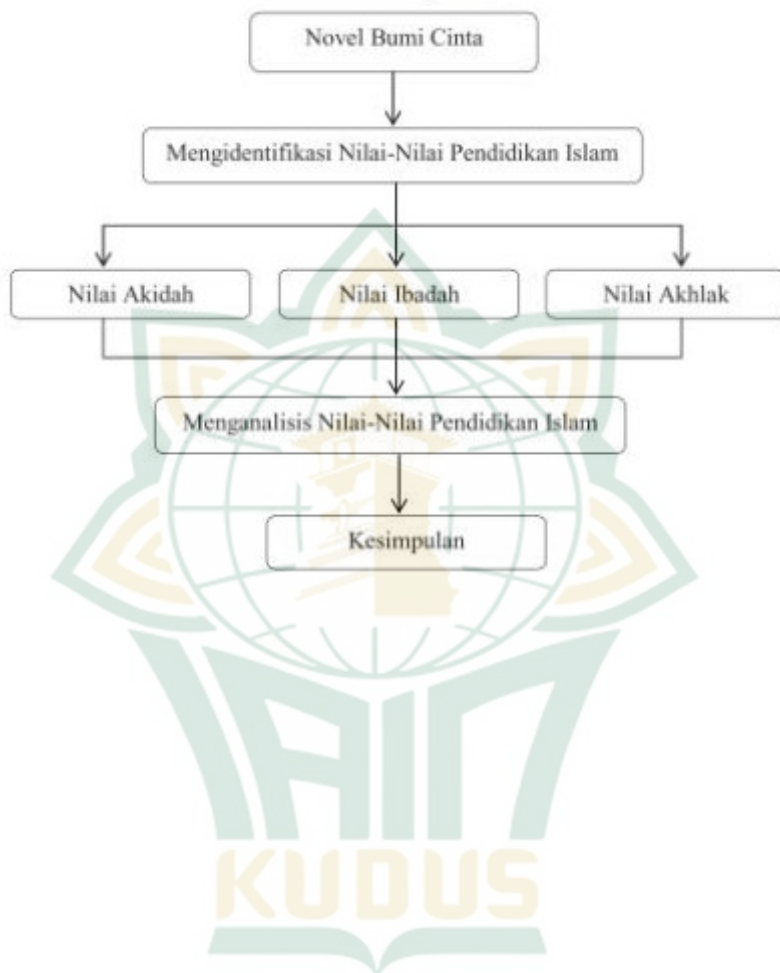 Novel Bumi Cinta
Mengidentifikasi Nilai-Nilai Pendidikan Islam
Nilai Akidah
Nilai Ibadah
Nilai Akhlak
Menganalisis Nilai-Nilai Pendidikan Islam
Kesimpulan
IAIN
KUDUS